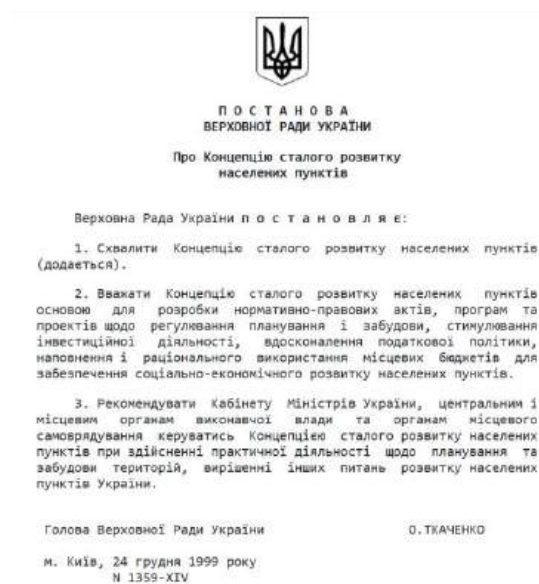 П О С Т А Н О В А
ВЕРХОВНОЇ РАДИ УКРАЇНИ
Про Концепцію сталого розвитку
населених пунктів
Верховна Рада України п о с т а н о в л я є:
1. Схвалити Концепцію сталого розвитку населених пунктів
(додається).
2. Вважати Концепцію сталого розвитку населених пунктів
основою для розробки нормативно-правових актів, програм та
проектів щодо регулювання планування і забудови, стимулювання
інвестиційної діяльності, вдосконалення податкової політики,
наповнення і раціонального використання місцевих бюджетів для
забезпечення соціально-економічного розвитку населених пунктів.
3. Рекомендувати Кабінету Міністрів України, центральним і
місцевим органам виконавчої влади та органам місцевого
самоврядування керуватись Концепцією сталого розвитку населених
пунктів при здійсненні практичної діяльності щодо планування та
забудови територій, вирішенні інших питань розвитку населених
пунктів України.
Голова Верховної Ради України О.ТКАЧЕНКО
м. Київ, 24 грудня 1999 року
N 1359-XIV